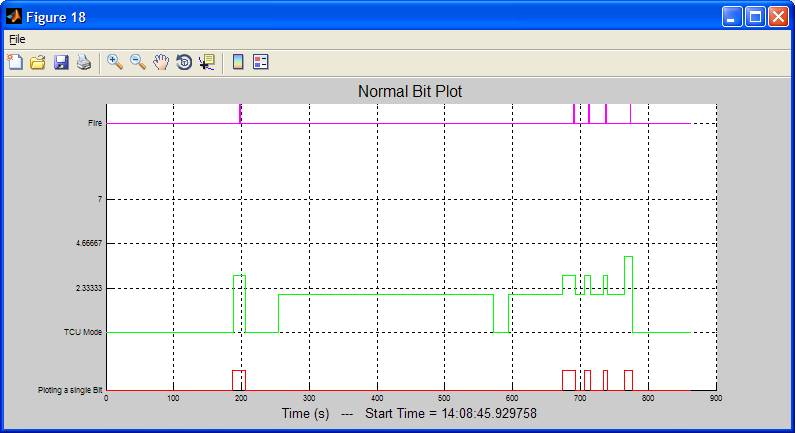 Figure 18
File
Normal Bit Plot
Fire
7
4.66667
2.33333
TCU Mode
Ploting a single Bit
0 100 200 300 400 500 600 700 800 900
Time (s) --- Start Time = 14:08:45.929758